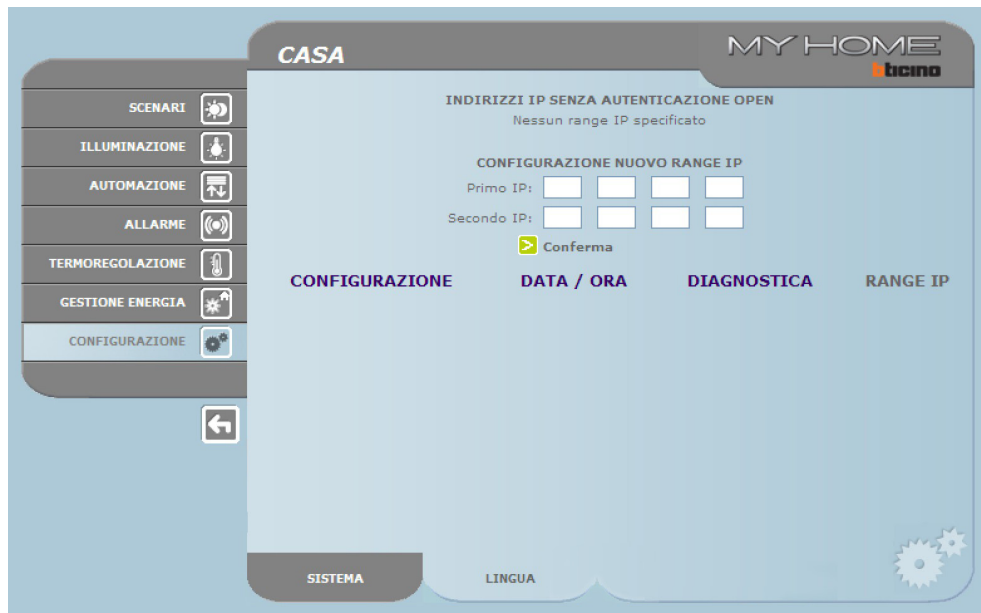 CASA
MY HOME
bticino
SCENARI
ILLUMINAZIONE
AUTOMAZIONE
ALLARME
TERMOREGOLAZIONE
GESTIONE ENERGIA
CONFIGURAZIONE
INDIRIZZI IP SENZA AUTENTICAZIONE OPEN
Nessun range IP specificato
CONFIGURAZIONE NUOVO RANGE IP
Primo IP:
Secondo IP:
Conferma
CONFIGURAZIONE DATA / ORA DIAGNOSTICA RANGE IP
SISTEMA LINGUA